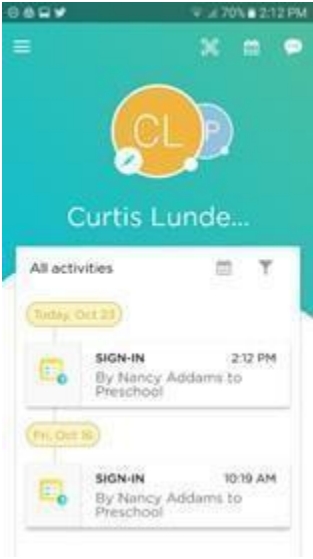 70% 2:12 PM
CL P
Curtis Lunde...
All activities
Today, Oct 23
SIGN-IN 2:12 PM
By Nancy Addams to
Preschool
Fri, Oct 16
SIGN-IN 10:19 AM
By Nancy Addams to
Preschool